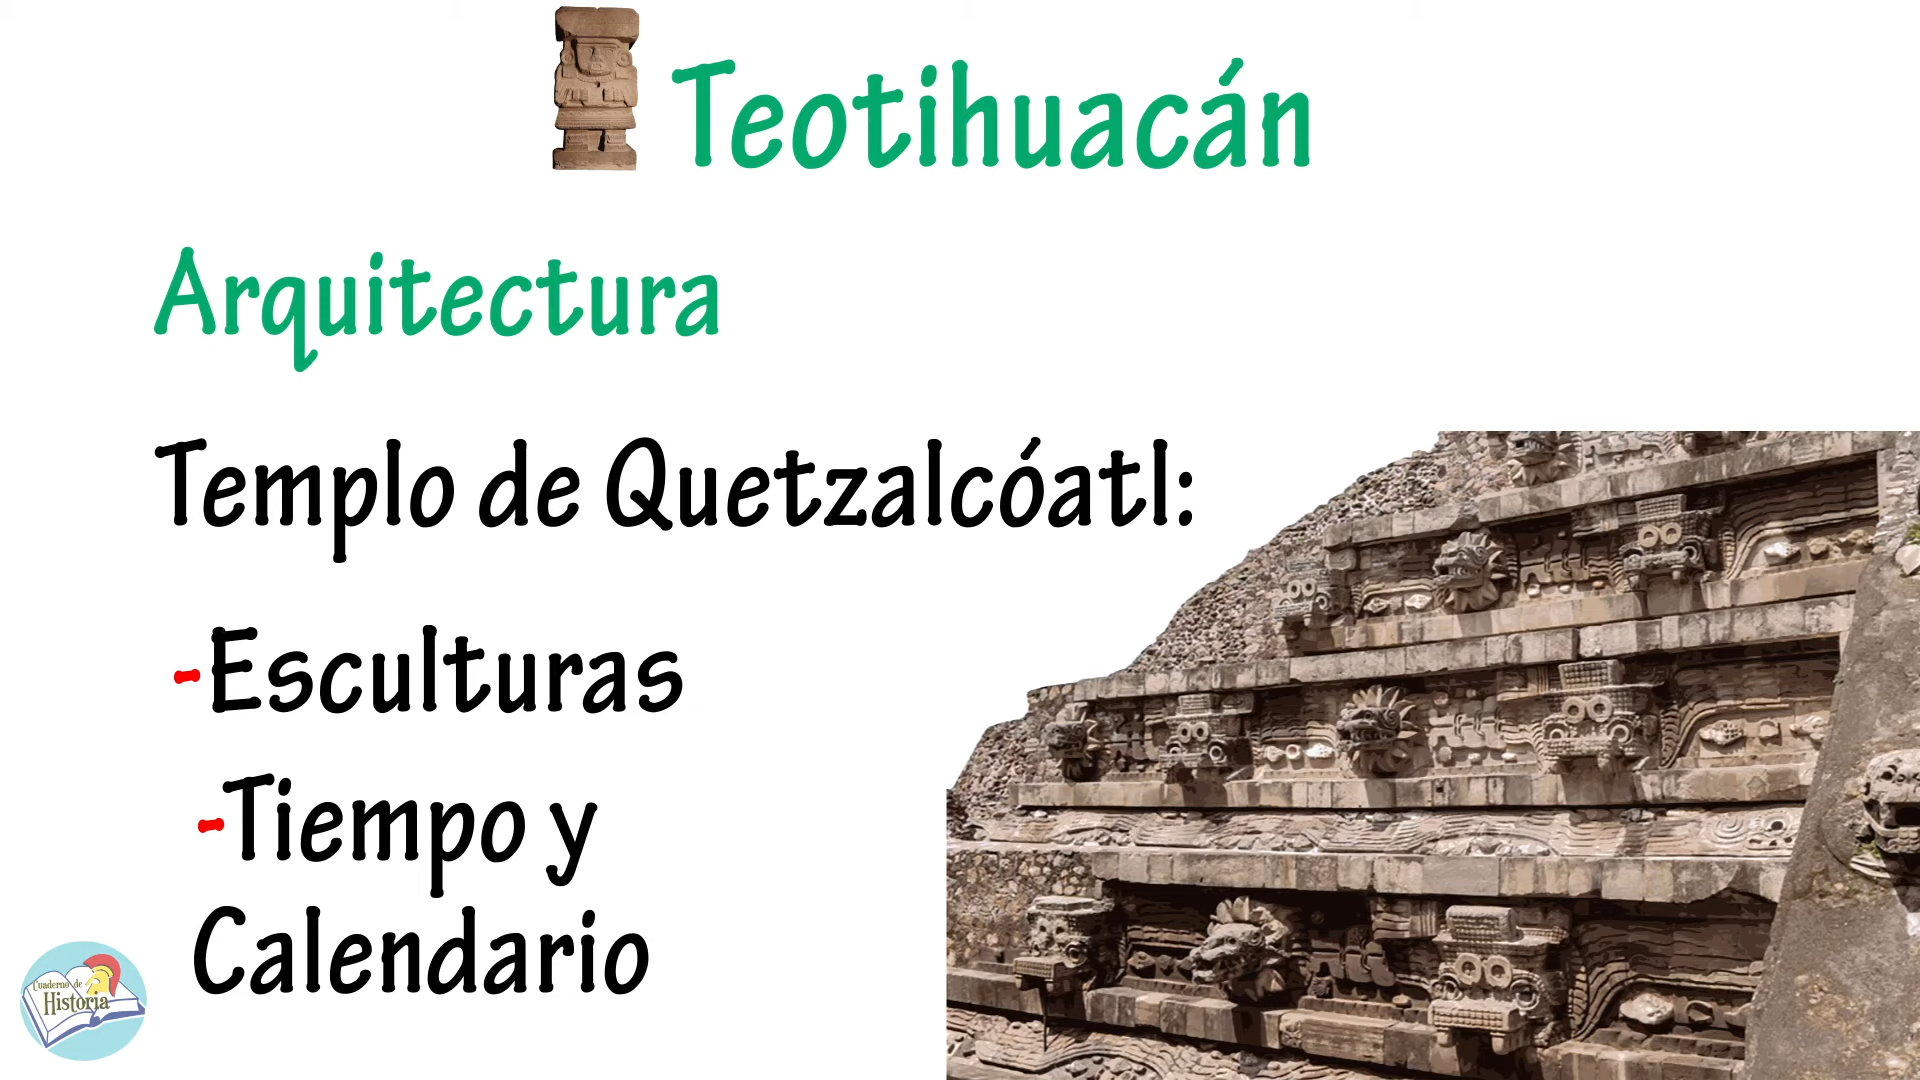 Teotihuacán
Arquitectura
Templo de Quetzalcóatl:
-Esculturas
-Tiempo y
Calendario
Cuaderno de
Historia